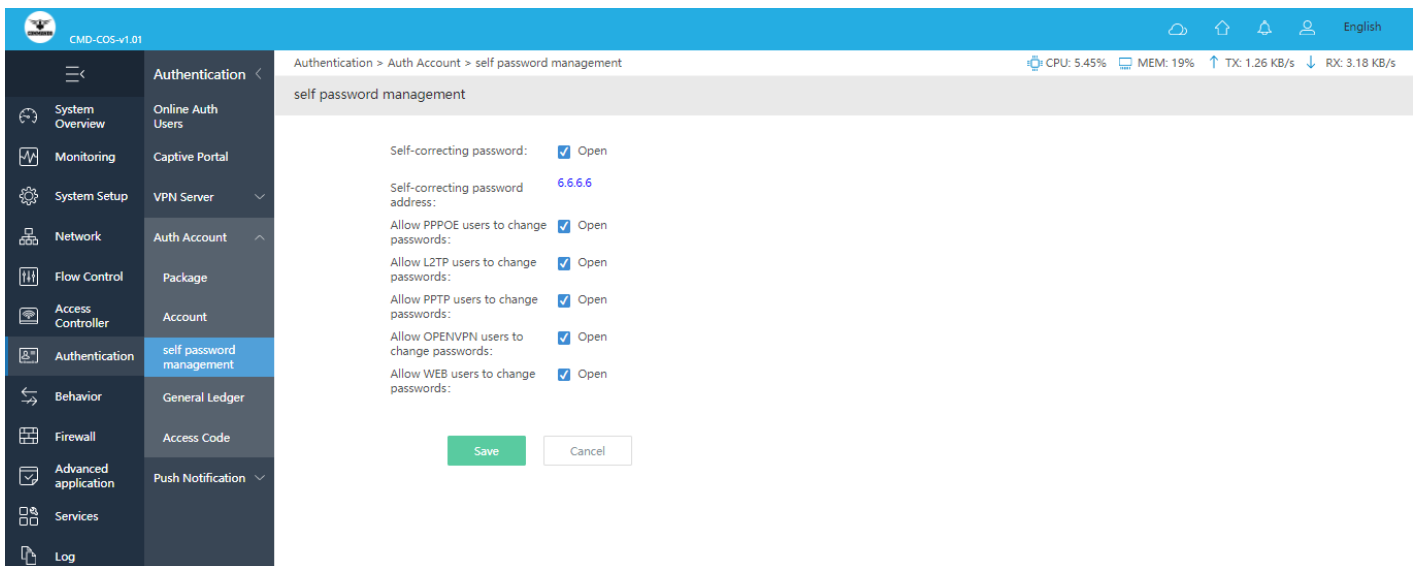 CMD-COS-v1.01
English
Authentication
Authentication > Auth Account > self password management
CPU: 5.45%
MEM: 19%
TX: 1.26 KB/s
RX: 3.18 KB/s
self password management
System
Overview
Monitoring
System Setup
Network
Flow Control
Access
Controller
Authentication
Behavior
Firewall
Advanced
application
Services
Log
Online Auth
Users
Captive Portal
VPN Server
Auth Account
Package
Account
self password
management
General Ledger
Access Code
Push Notification
Self-correcting password:
Open
Self-correcting password
address:
6.6.6.6
Allow PPPOE users to change
passwords:
Open
Allow L2TP users to change
passwords:
Open
Allow PPTP users to change
passwords:
Open
Allow OPENVPN users to
change passwords:
Open
Allow WEB users to change
passwords:
Open
Save
Cancel